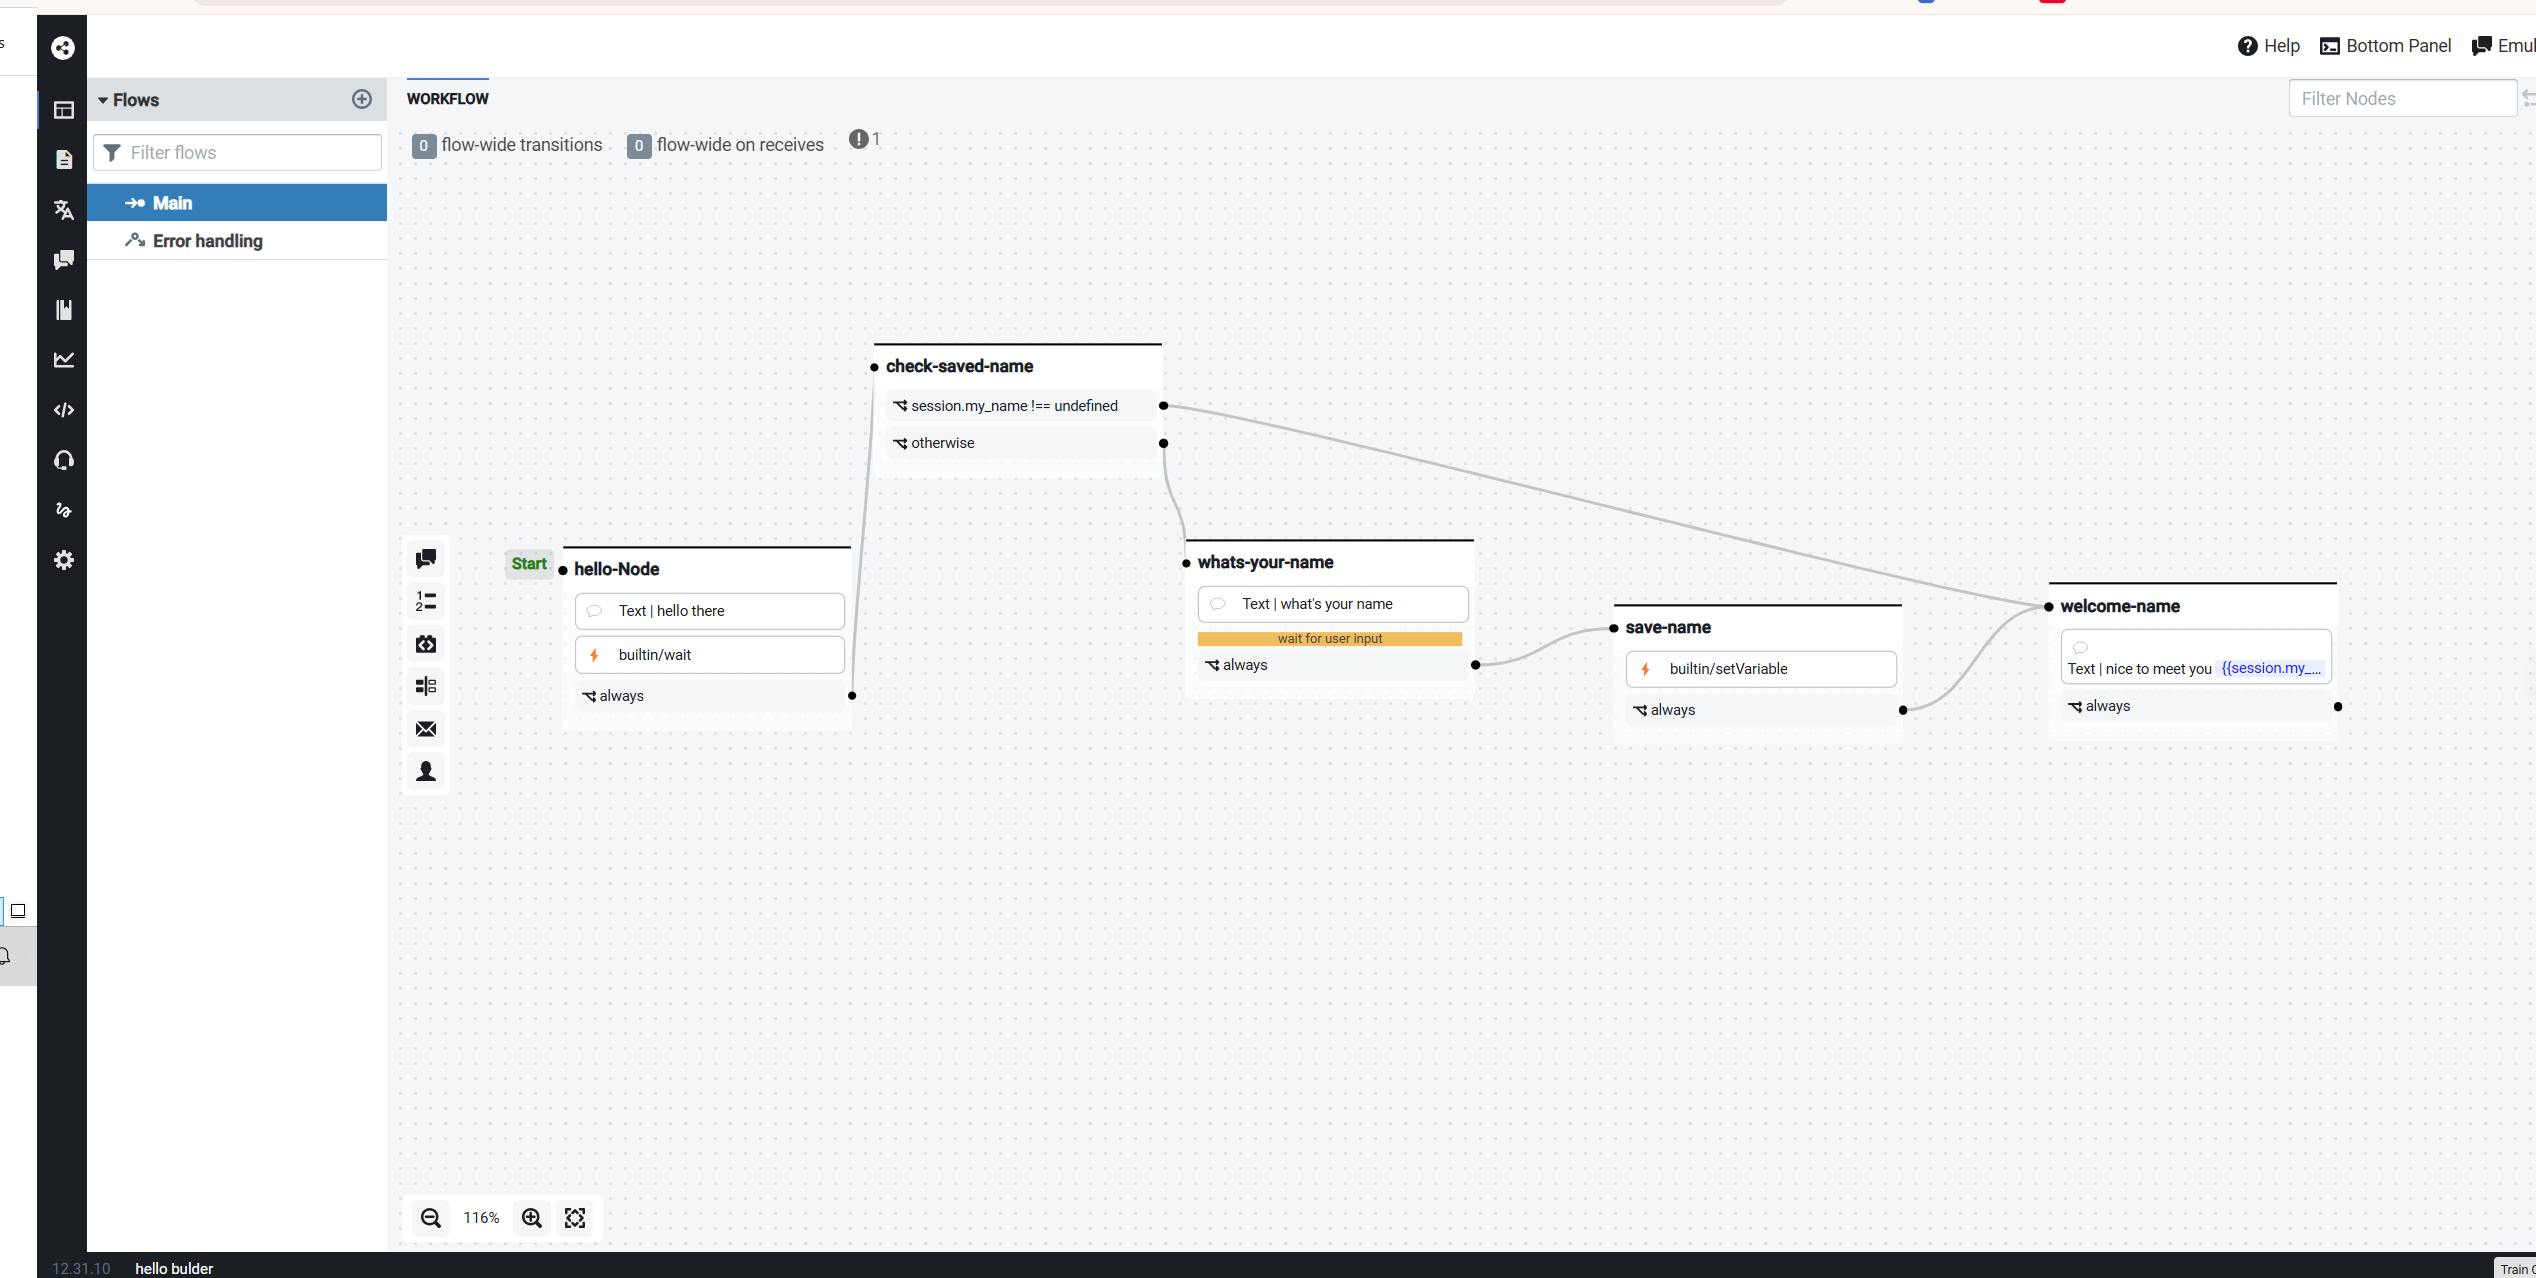 s
Help
Bottom Panel
Emul
Flows
WORKFLOW
Filter Nodes
0 flow-wide transitions
0 flow-wide on receives
! 1
Filter flows
Main
Error handling
check-saved-name
session.my_name !== undefined
otherwise
Start
hello-Node
Text | hello there
builtin/wait
always
whats-your-name
Text | what's your name
wait for user input
always
save-name
builtin/setVariable
always
welcome-name
Text | nice to meet you {{session.my_...
always
1
2
116%
12.31.10
hello bulder
Train